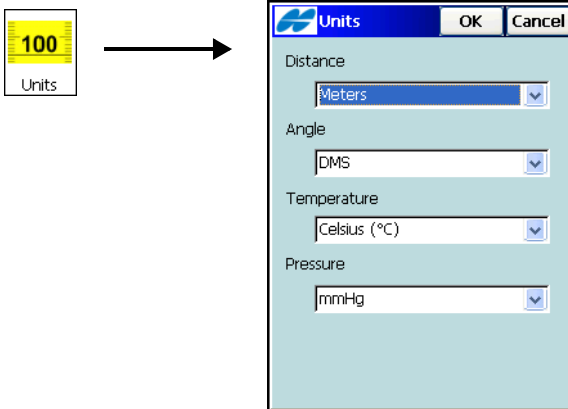 100
Units
Units OK Cancel
Distance
Meters
Angle
DMS
Temperature
Celsius (°C)
Pressure
mmHg